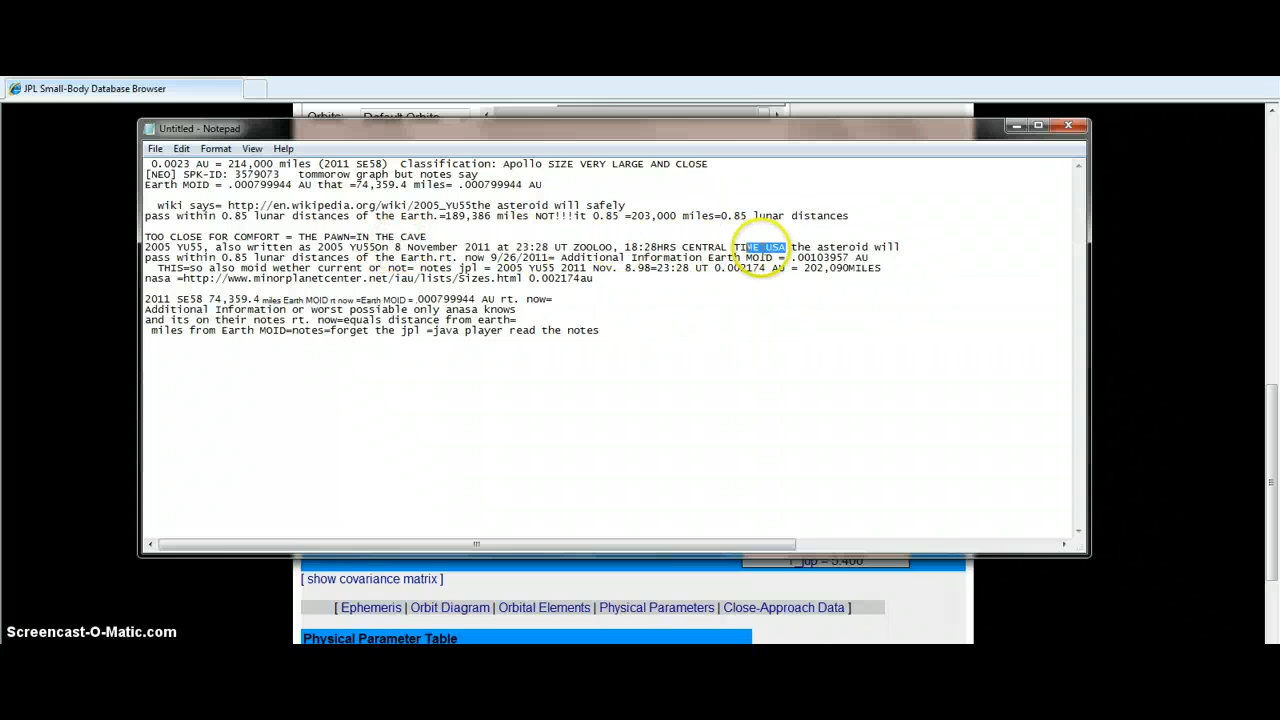 JPL Small-Body Database Browser
Orbits: Default Orbits
Untitled - Notepad
File Edit Format View Help
0.0023 AU = 214,000 miles (2011 SE58) Classification: Apollo SIZE VERY LARGE AND CLOSE
[NEO] SPK-ID: 3579073 tommorow graph but notes say
Earth MOID = .000799944 AU that =74,359.4 miles= .000799944 AU
wiki says= http://en.wikipedia.org/wiki/2005_YU55the asteroid will safely
pass within 0.85 lunar distances of the Earth.=189,386 miles NOT!!!it 0.85 =203,000 miles=0.85 lunar distances
TOO CLOSE FOR COMFORT = THE PAWN=IN THE CAVE
2005 YU55, also written as 2005 YU55On 8 November 2011 at 23:28 UT ZOOLOO, 18:28HRS CENTRAL TIME USA the asteroid will
pass within 0.85 lunar distances of the Earth.rt. now 9/26/2011= Additional Information Earth MOID = .00103957 AU
THIS=so also moid wether current or not= notes jpl = 2005 YU55 2011 Nov. 8.98=23:28 UT 0.002174 AU = 202,090MILES
nasa =http://www.minorplanetcenter.net/iau/lists/Sizes.html 0.002174au
2011 SE58 74,359.4 miles Earth MOID rt now =Earth MOID = .000799944 AU rt. now=
Additional Information or worst possiable only anasa knows
and its on their notes rt. now=equals distance from earth=
miles from Earth MOID=notes=forget the jpl =java player read the notes
[ show covariance matrix ]
[ Ephemeris | Orbit Diagram | Orbital Elements | Physical Parameters | Close-Approach Data ]
Physical Parameter Table
Screencast-O-Matic.com